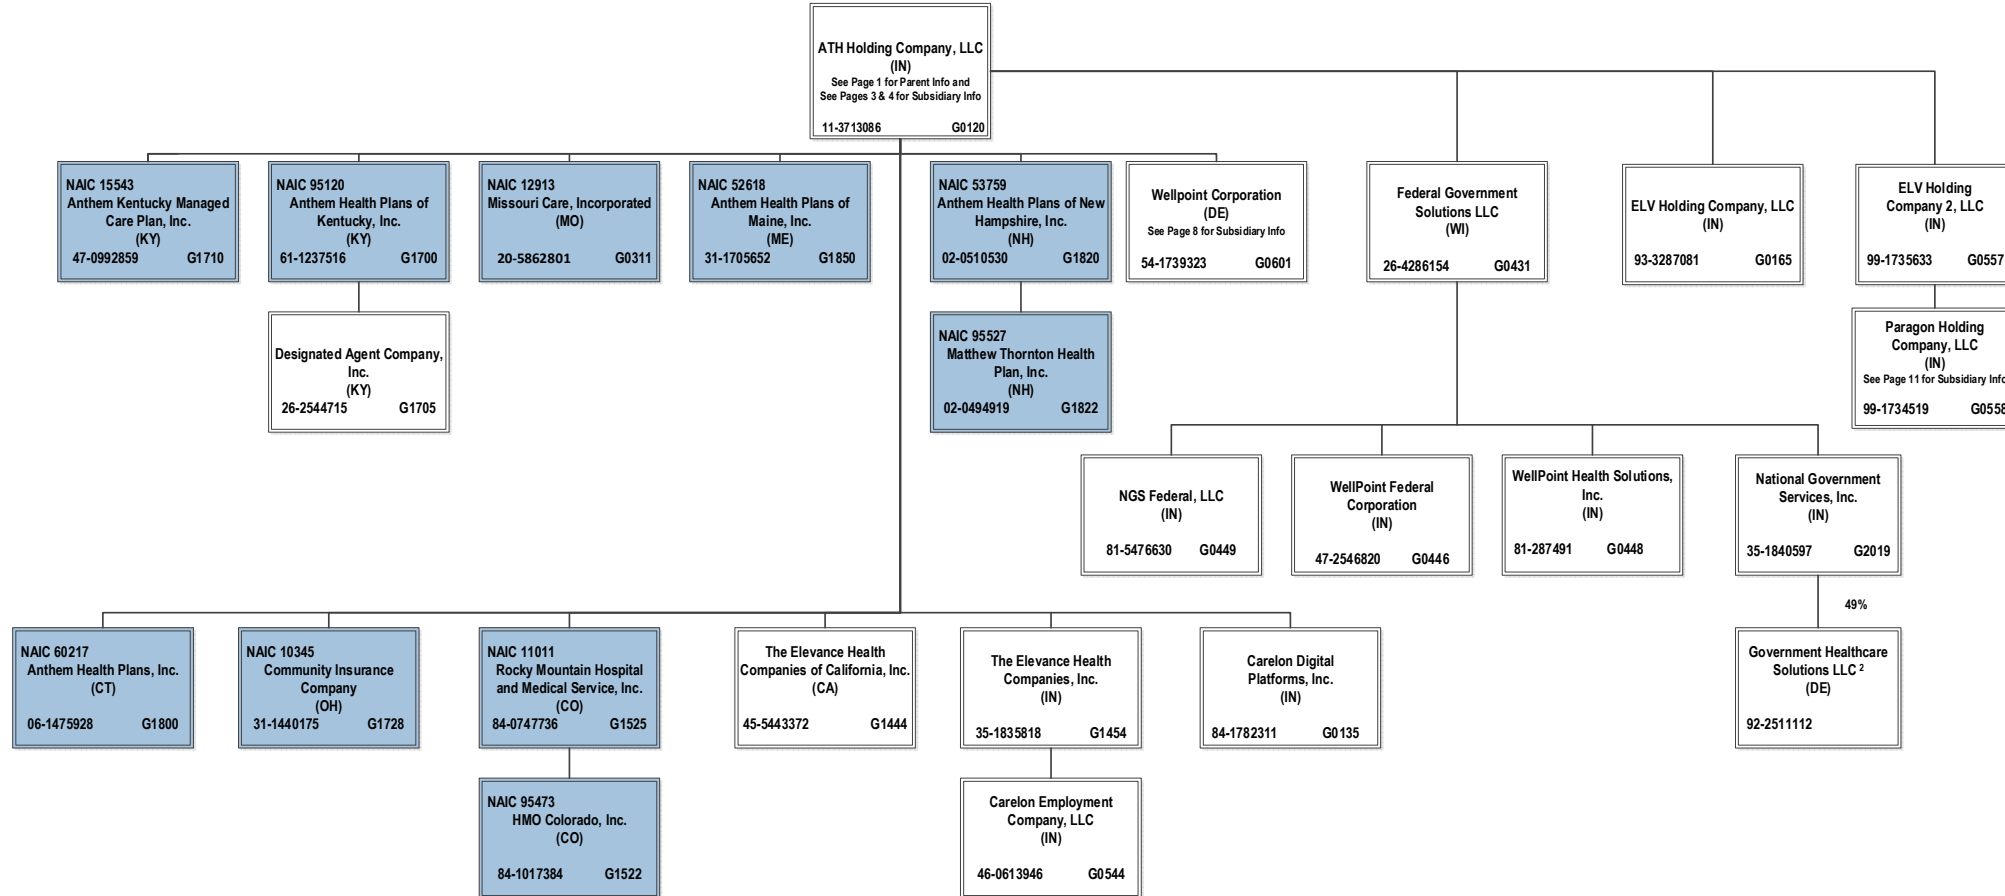 ATH Holding Company, LLC
(IN)
See Page 1 for Parent Info and
See Pages 3 & 4 for Subsidiary Info
11-3713086 G0120
NAIC 15543
Anthem Kentucky Managed
Care Plan, Inc.
(KY)
47-0992859 G1710
NAIC 95120
Anthem Health Plans of
Kentucky, Inc.
(KY)
61-1237516 G1700
NAIC 12913
Missouri Care, Incorporated
(MO)
20-5862801 G0311
NAIC 52618
Anthem Health Plans of
Maine, Inc.
(ME)
31-1705652 G1850
NAIC 53759
Anthem Health Plans of New
Hampshire, Inc.
(NH)
02-0510530 G1820
Wellpoint Corporation
(DE)
See Page 8 for Subsidiary Info
54-1739323 G0601
Federal Government
Solutions LLC
(WI)
26-4286154 G0431
ELV Holding Company, LLC
(IN)
93-3287081 G0165
ELV Holding
Company 2, LLC
(IN)
99-1735633 G0557
Designated Agent Company,
Inc.
(KY)
26-2544715 G1705
NAIC 95527
Matthew Thornton Health
Plan, Inc.
(NH)
02-0494919 G1822
Paragon Holding
Company, LLC
(IN)
See Page 11 for Subsidiary Info
99-1734519 G0558
NGS Federal, LLC
(IN)
81-5476630 G0449
WellPoint Federal
Corporation
(IN)
47-2546820 G0446
WellPoint Health Solutions,
Inc.
(IN)
81-287491 G0448
National Government
Services, Inc.
(IN)
35-1840597 G2019
49%
NAIC 60217
Anthem Health Plans, Inc.
(CT)
06-1475928 G1800
NAIC 10345
Community Insurance
Company
(OH)
31-1440175 G1728
NAIC 11011
Rocky Mountain Hospital
and Medical Service, Inc.
(CO)
84-0747736 G1525
The Elevance Health
Companies of California, Inc.
(CA)
45-5443372 G1444
The Elevance Health
Companies, Inc.
(IN)
35-1835818 G1454
Carelon Digital
Platforms, Inc.
(IN)
84-1782311 G0135
Government Healthcare
Solutions LLC ²
(DE)
92-2511112
NAIC 95473
HMO Colorado, Inc.
(CO)
84-1017384 G1522
Carelon Employment
Company, LLC
(IN)
46-0613946 G0544